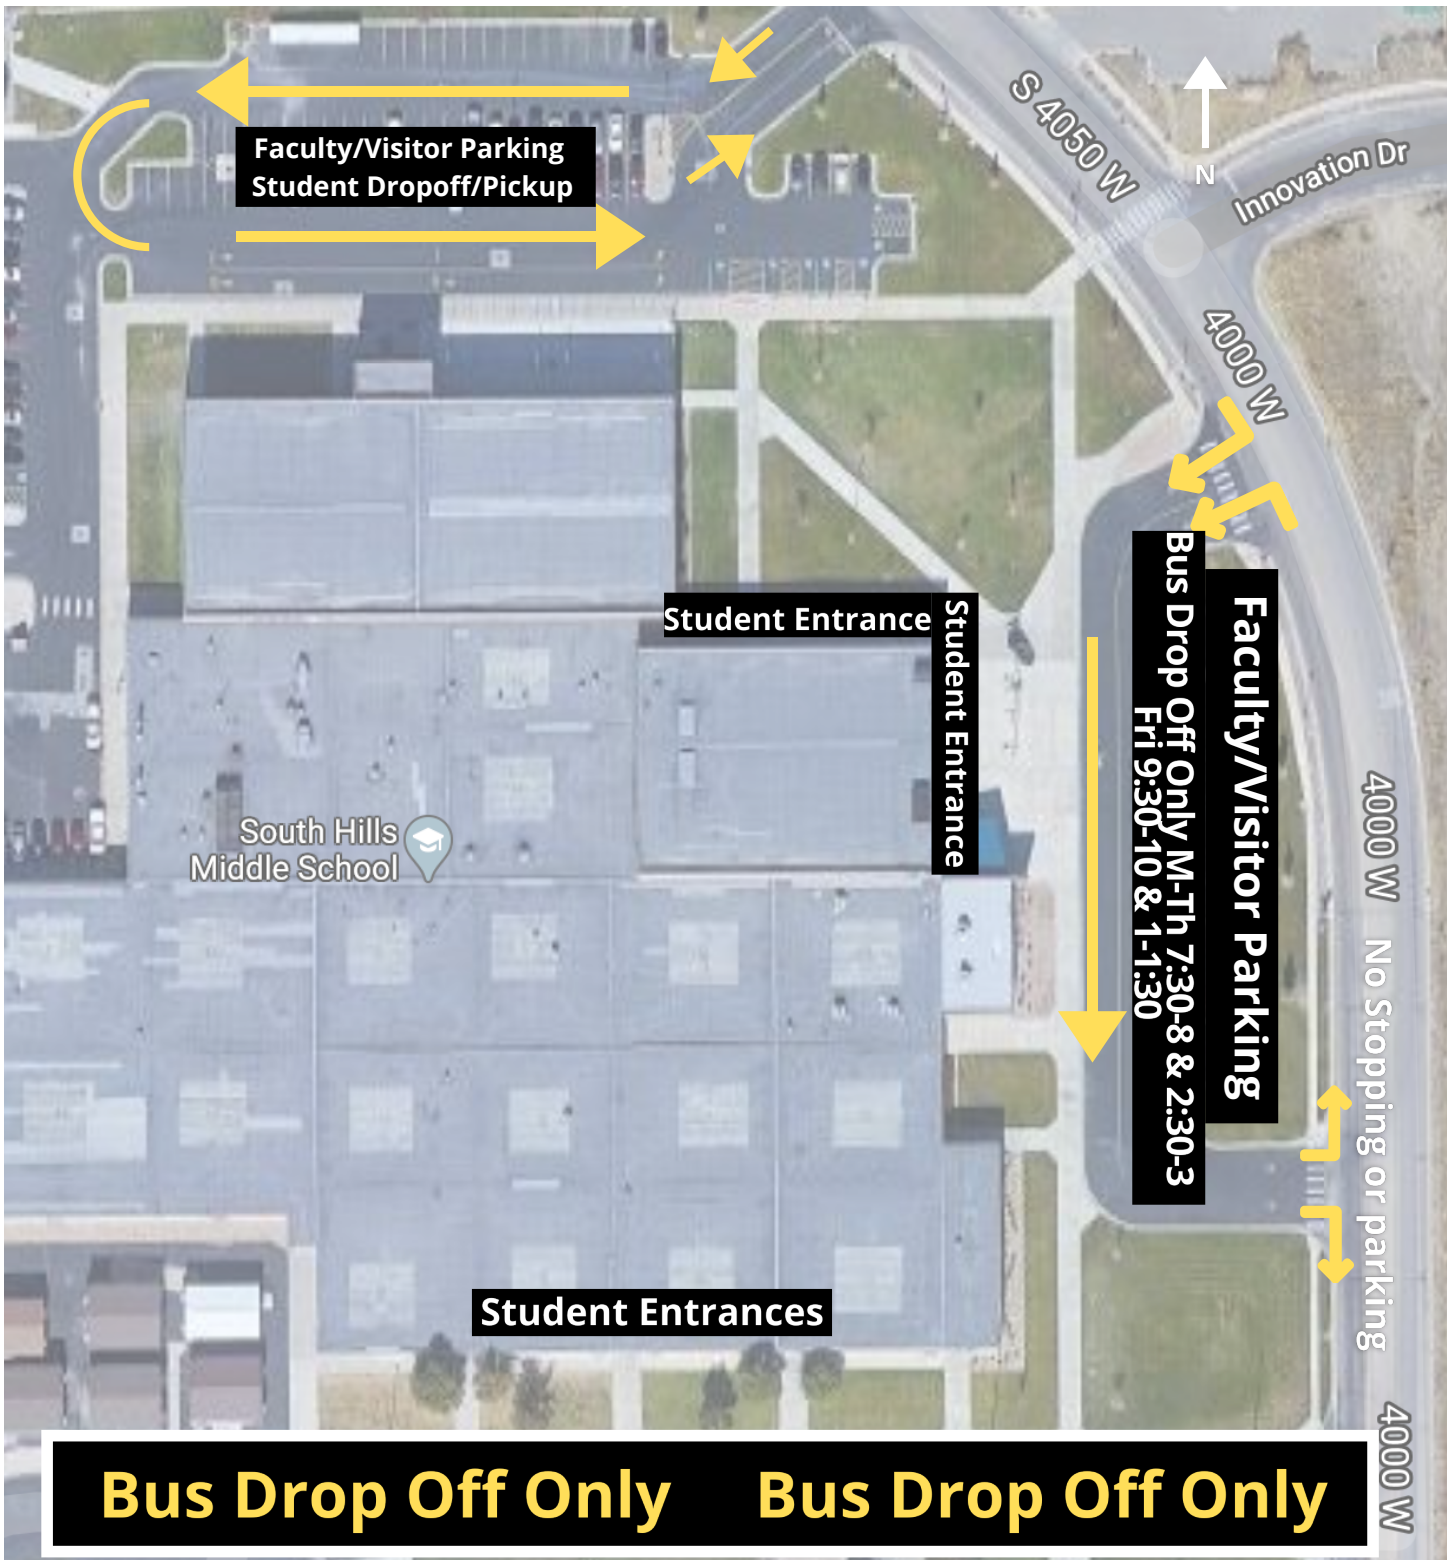 S 4050 W
N
Innovation Dr
Faculty/Visitor Parking
Student Dropoff/Pickup
4000 W
Student Entrance
Student Entrance
Faculty/Visitor Parking
Bus Drop Off Only M-Th 7:30-8 & 2:30-3
Fri 9:30-10 & 1-1:30
South Hills
Middle School
4000 W
No Stopping or parking
Student Entrances
4000 W
Bus Drop Off Only Bus Drop Off Only